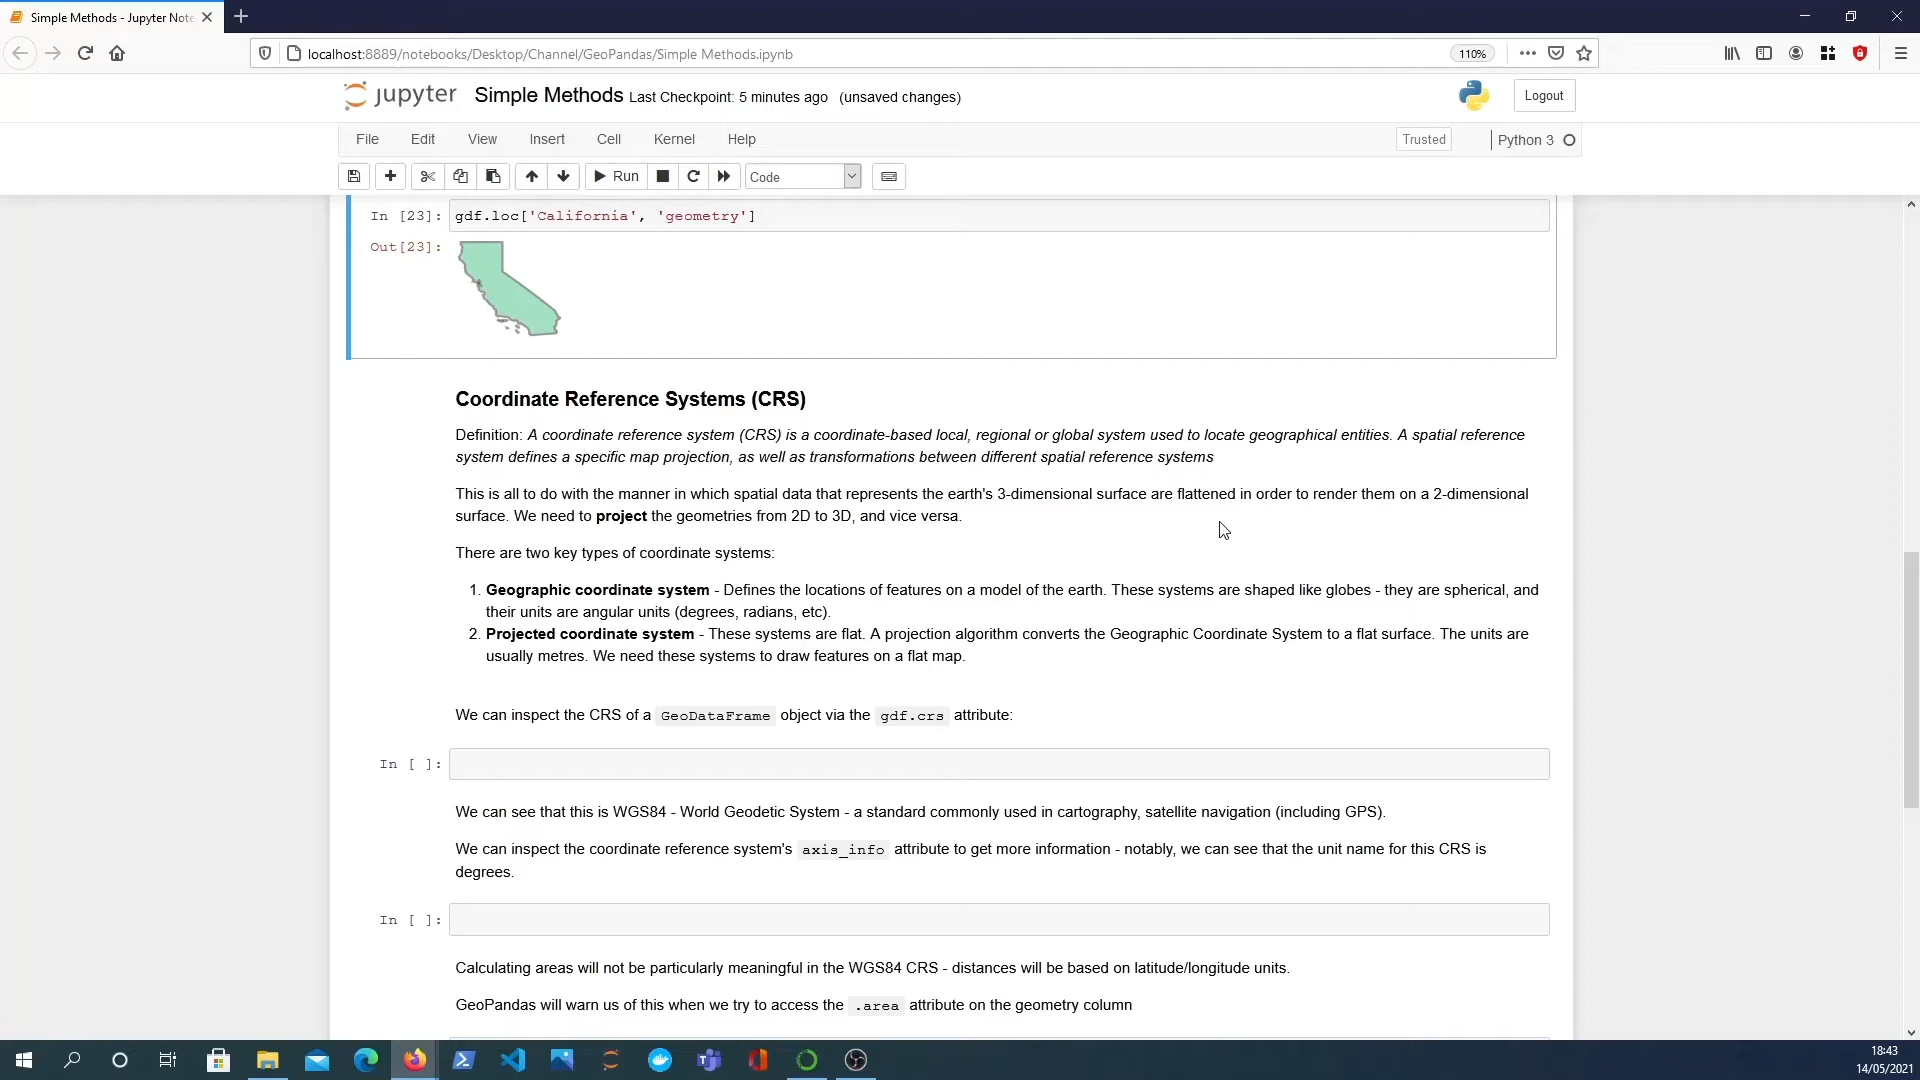 Simple Methods - Jupyter Note
localhost:8889/notebooks/Desktop/Channel/GeoPandas/Simple Methods.ipynb
110%
jupyter Simple Methods Last Checkpoint: 5 minutes ago (unsaved changes)
Logout
File Edit View Insert Cell Kernel Help
Trusted
Python 3
Run
Code
In [23]: gdf.loc['California', 'geometry']
Out[23]:
Coordinate Reference Systems (CRS)
Definition: A coordinate reference system (CRS) is a coordinate-based local, regional or global system used to locate geographical entities. A spatial reference
system defines a specific map projection, as well as transformations between different spatial reference systems
This is all to do with the manner in which spatial data that represents the earth's 3-dimensional surface are flattened in order to render them on a 2-dimensional
surface. We need to project the geometries from 2D to 3D, and vice versa.
There are two key types of coordinate systems:
1. Geographic coordinate system - Defines the locations of features on a model of the earth. These systems are shaped like globes - they are spherical, and
their units are angular units (degrees, radians, etc).
2. Projected coordinate system - These systems are flat. A projection algorithm converts the Geographic Coordinate System to a flat surface. The units are
usually metres. We need these systems to draw features on a flat map.
We can inspect the CRS of a GeoDataFrame object via the gdf.crs attribute:
In [ ]:
We can see that this is WGS84 - World Geodetic System - a standard commonly used in cartography, satellite navigation (including GPS).
We can inspect the coordinate reference system's axis_info attribute to get more information - notably, we can see that the unit name for this CRS is
degrees.
In [ ]:
Calculating areas will not be particularly meaningful in the WGS84 CRS - distances will be based on latitude/longitude units.
GeoPandas will warn us of this when we try to access the .area attribute on the geometry column
18:43
14/05/2021